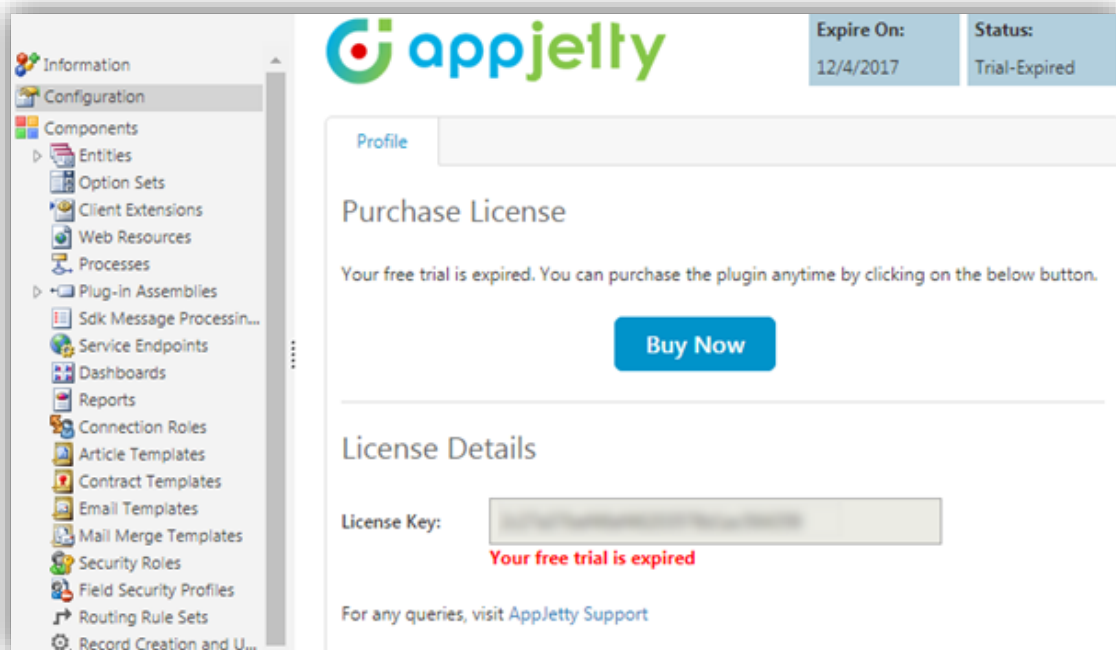 Information
Configuration
Components
Entities
Option Sets
Client Extensions
Web Resources
Processes
Plug-in Assemblies
Sdk Message Processin...
Service Endpoints
Dashboards
Reports
Connection Roles
Article Templates
Contract Templates
Email Templates
Mail Merge Templates
Security Roles
Field Security Profiles
Routing Rule Sets
Record Creation and U...
appjetty
Expire On:
12/4/2017
Status:
Trial-Expired
Profile
Purchase License
Your free trial is expired. You can purchase the plugin anytime by clicking on the below button.
Buy Now
License Details
License Key:
Your free trial is expired
For any queries, visit AppJetty Support